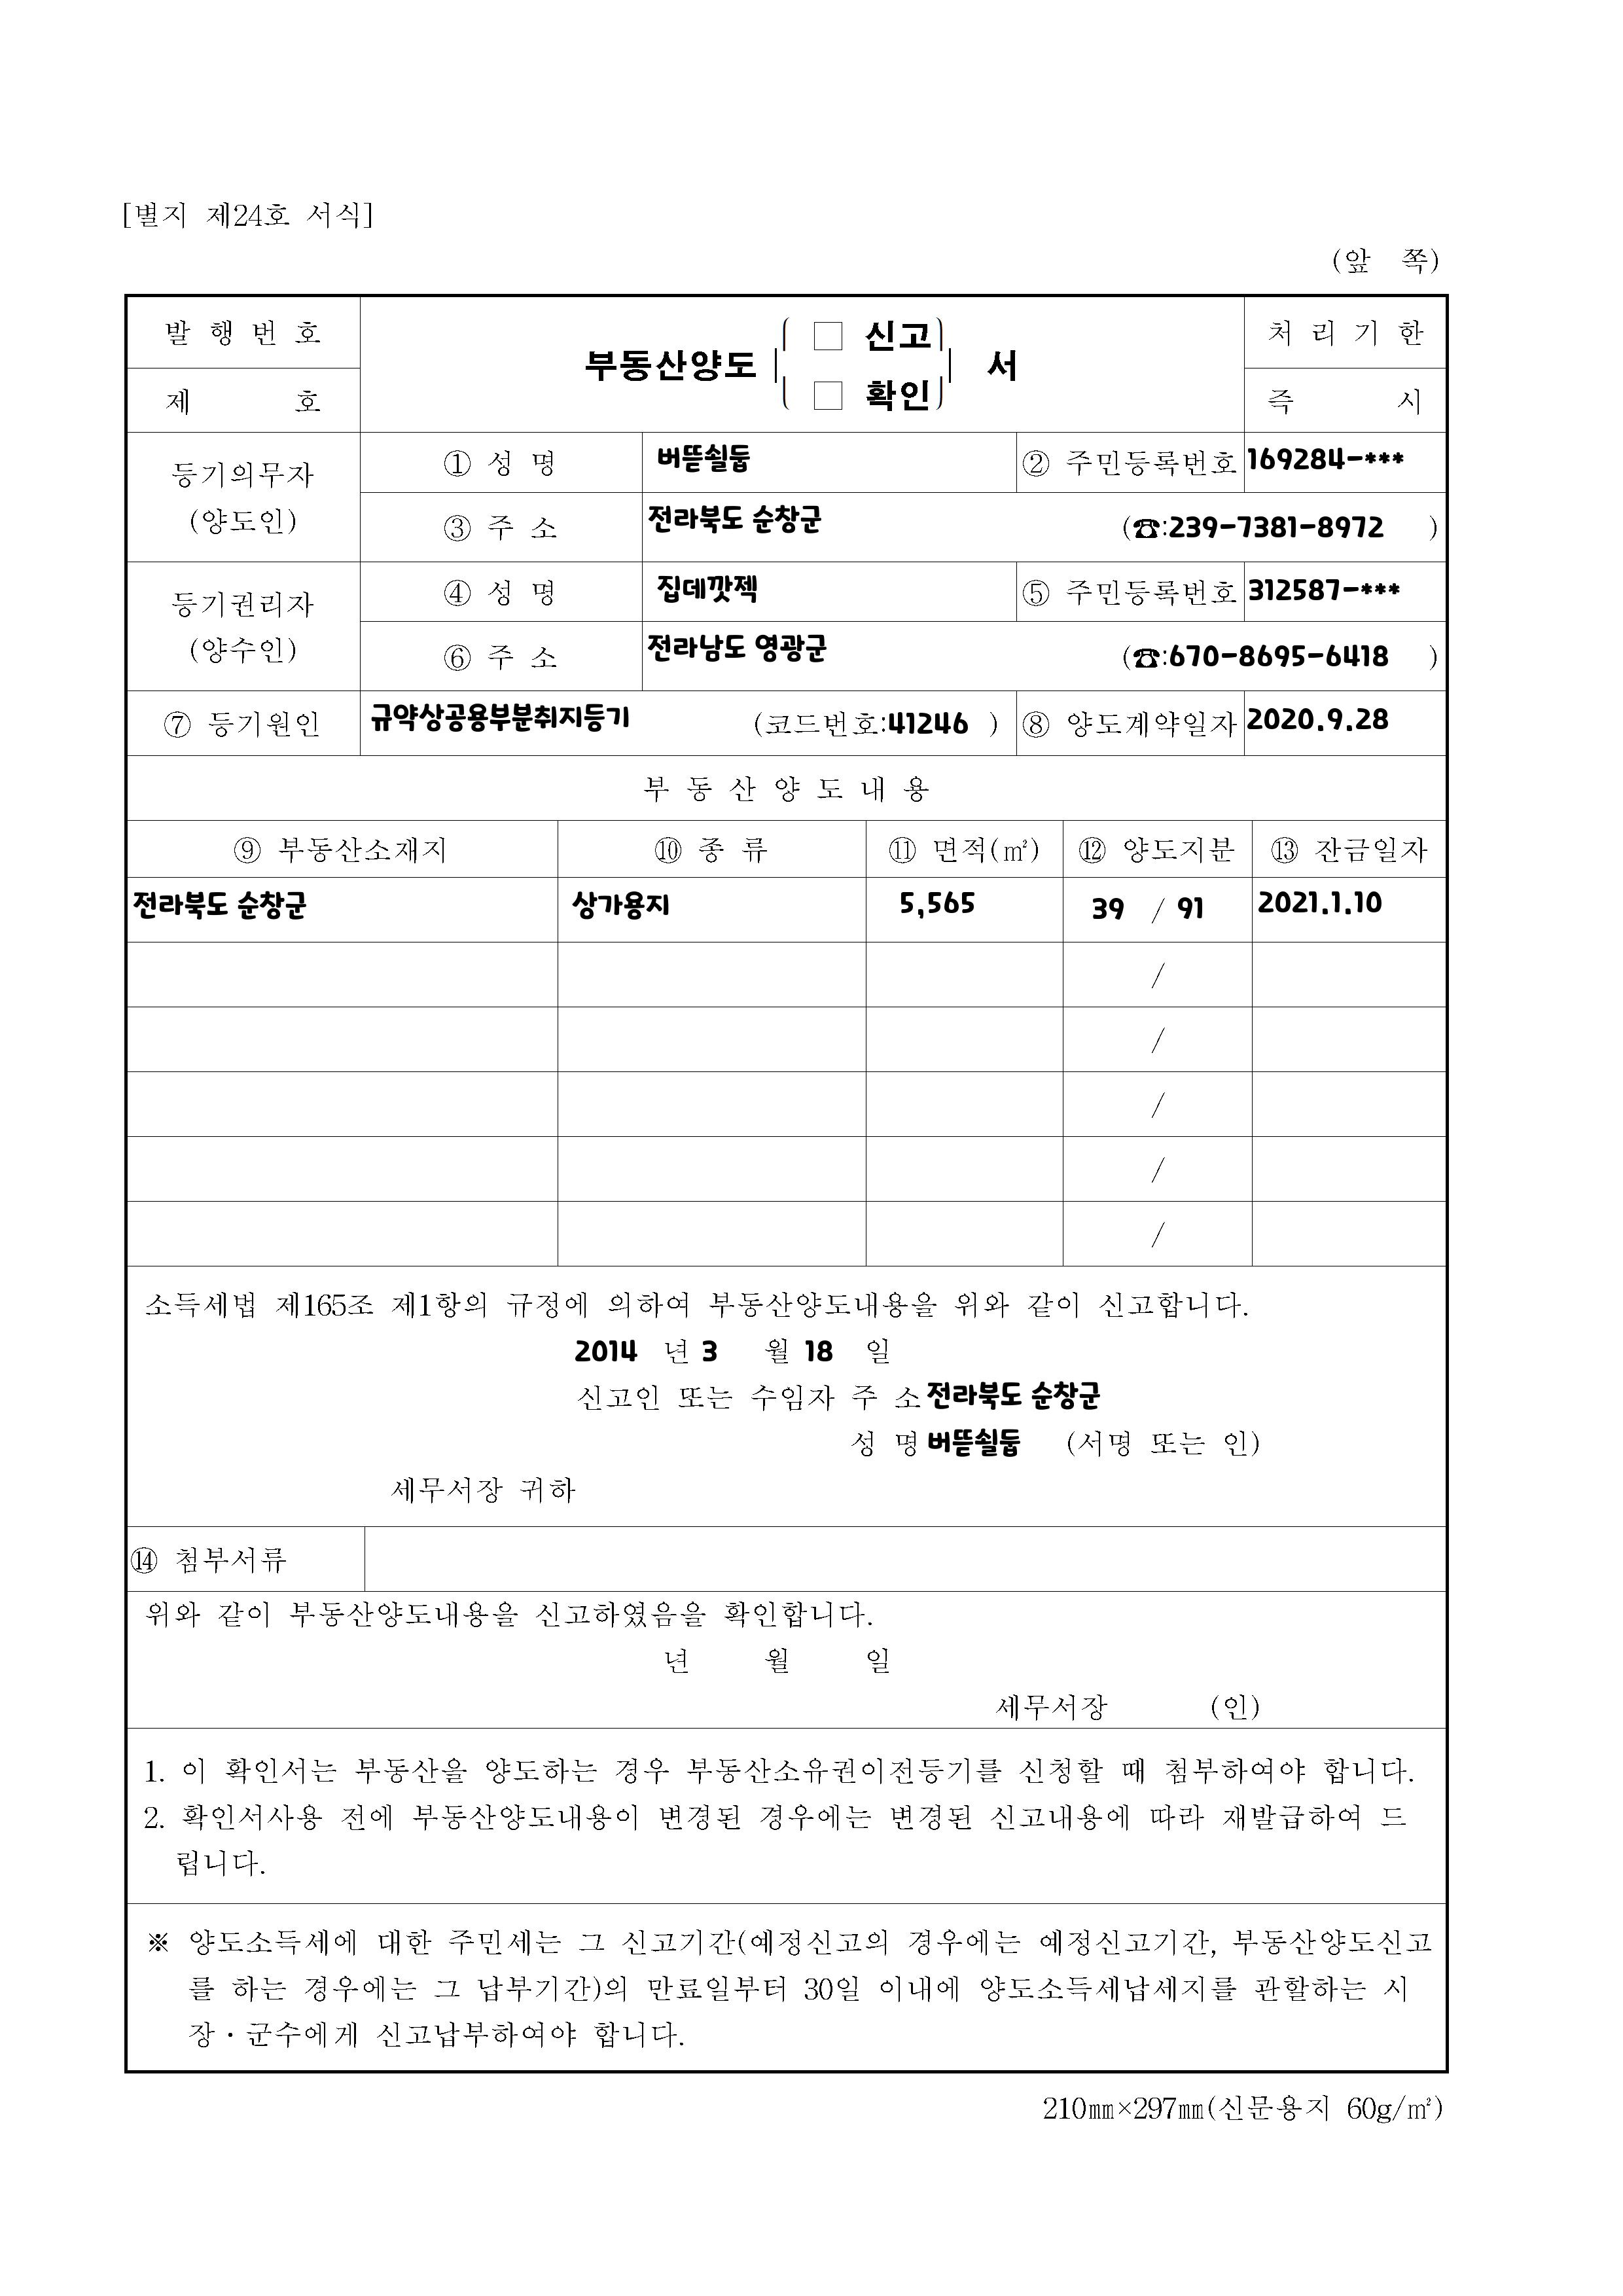 [별지 제24호 서식]
(앞 쪽)
발 행 번 호
제 호
부동산양도 □ 신고 □ 확인 서
처 리 기 한
즉 시
등기의무자
(양도인)
① 성 명 버뜯쇨둡 ② 주민등록번호 169284-***
③ 주 소 전라북도 순창군 (☎:239-7381-8972 )
등기권리자
(양수인)
④ 성 명 집데깟젝 ⑤ 주민등록번호 312587-***
⑥ 주 소 전라남도 영광군 (☎:670-8695-6418 )
⑦ 등기원인 규약상공용부분취지등기 (코드번호:41246 ) ⑧ 양도계약일자 2020.9.28
부 동 산 양 도 내 용
⑨ 부동산소재지 ⑩ 종 류 ⑪ 면적(㎡) ⑫ 양도지분 ⑬ 잔금일자
전라북도 순창군 상가용지 5,565 39 / 91 2021.1.10
/
/
/
/
/
소득세법 제165조 제1항의 규정에 의하여 부동산양도내용을 위와 같이 신고합니다.
2014 년 3 월 18 일
신고인 또는 수임자 주 소 전라북도 순창군
성 명 버뜯쇨둡 (서명 또는 인)
세무서장 귀하
⑭ 첨부서류
위와 같이 부동산양도내용을 신고하였음을 확인합니다.
년 월 일
세무서장 (인)
1. 이 확인서는 부동산을 양도하는 경우 부동산소유권이전등기를 신청할 때 첨부하여야 합니다.
2. 확인서사용 전에 부동산양도내용이 변경된 경우에는 변경된 신고내용에 따라 재발급하여 드
립니다.
※ 양도소득세에 대한 주민세는 그 신고기간(예정신고의 경우에는 예정신고기간, 부동산양도신고
를 하는 경우에는 그 납부기간)의 만료일부터 30일 이내에 양도소득세납세지를 관할하는 시
장·군수에게 신고납부하여야 합니다.
210㎜×297㎜(신문용지 60g/㎡)